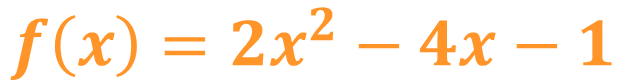 f(x) = 2x² − 4x − 1